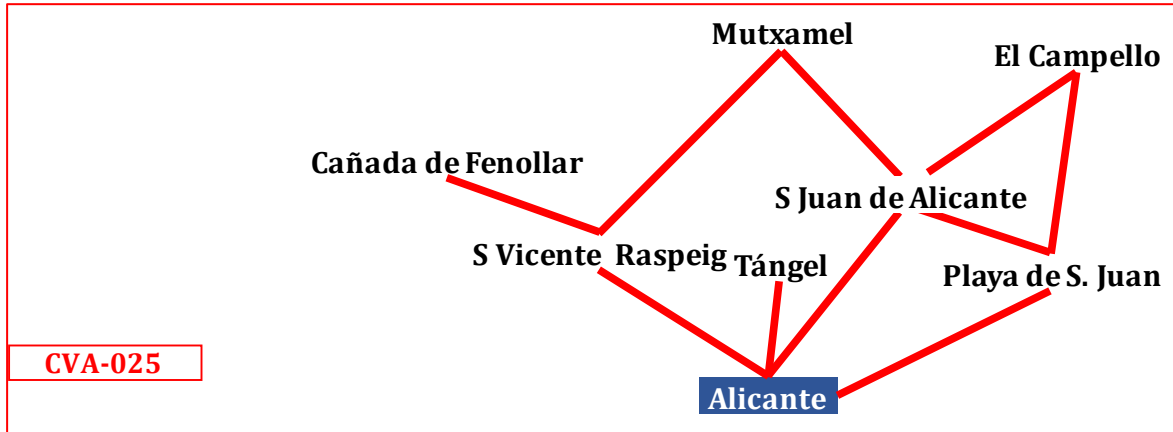 Mutxamel
El Campello
Cañada de Fenollar
S Juan de Alicante
S Vicente Raspeig
Tángel
Playa de S. Juan
CVA-025
Alicante